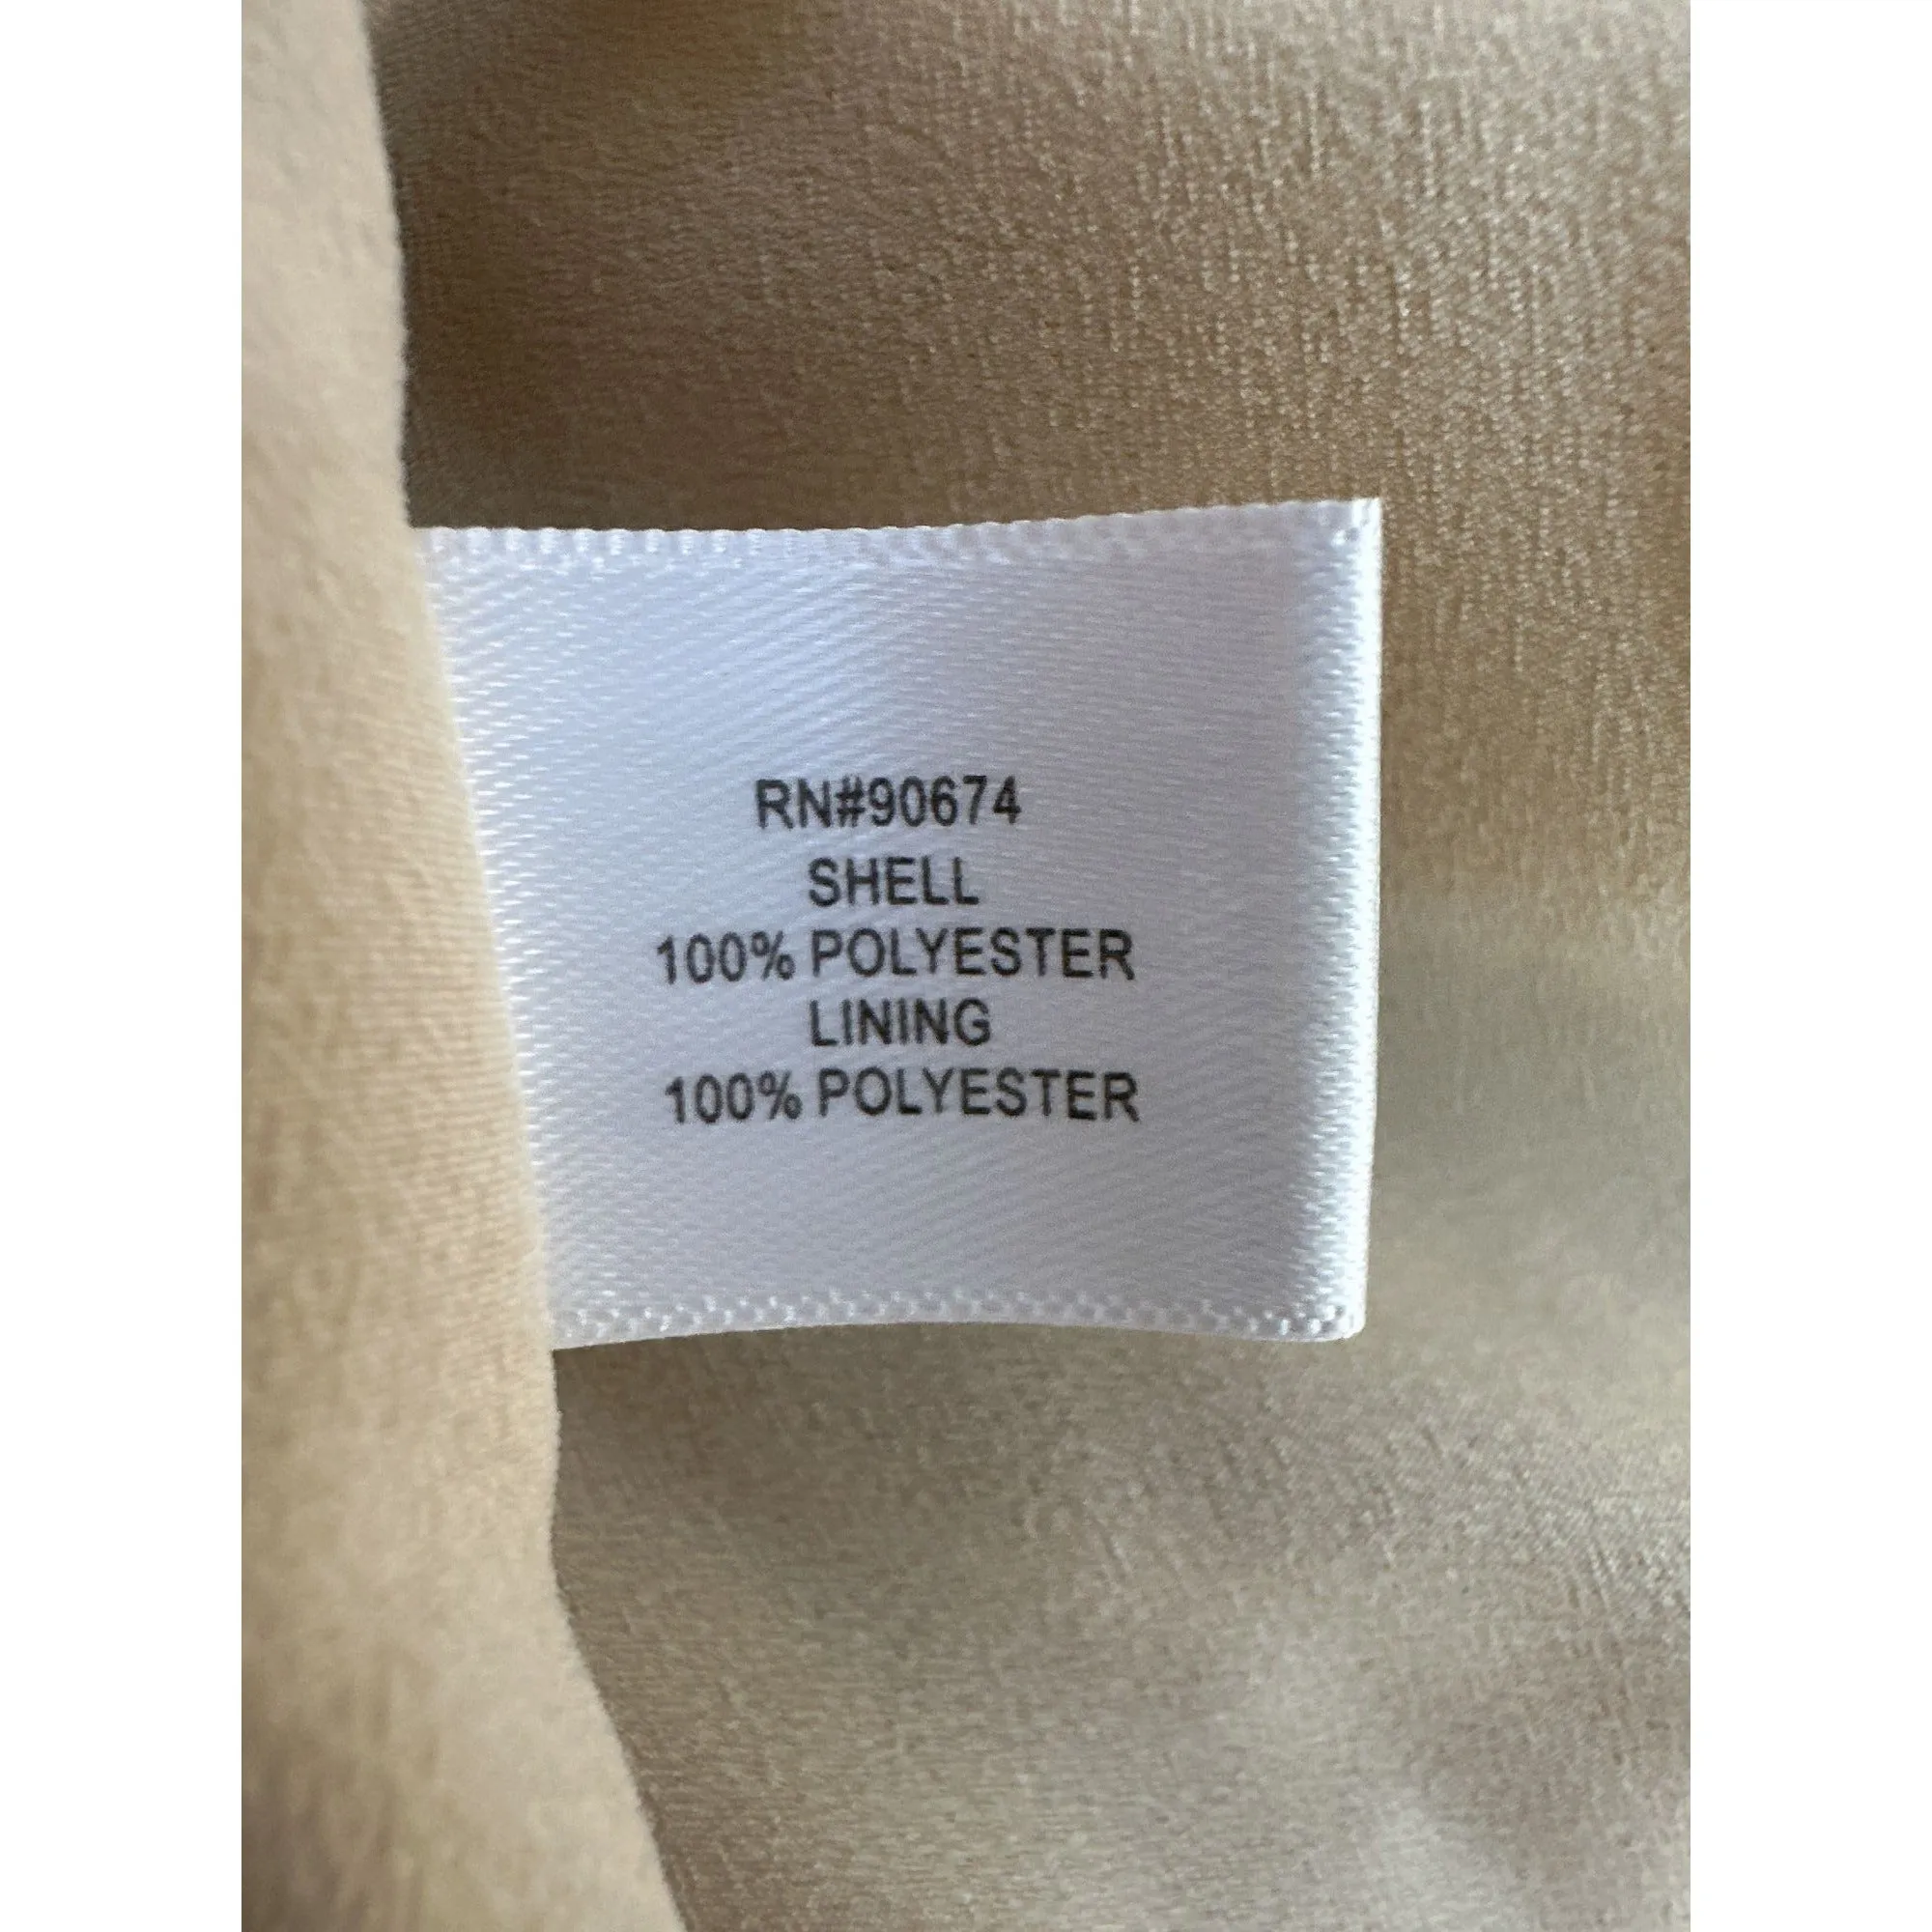 RN#90674
SHELL
100% POLYESTER
LINING
100% POLYESTER